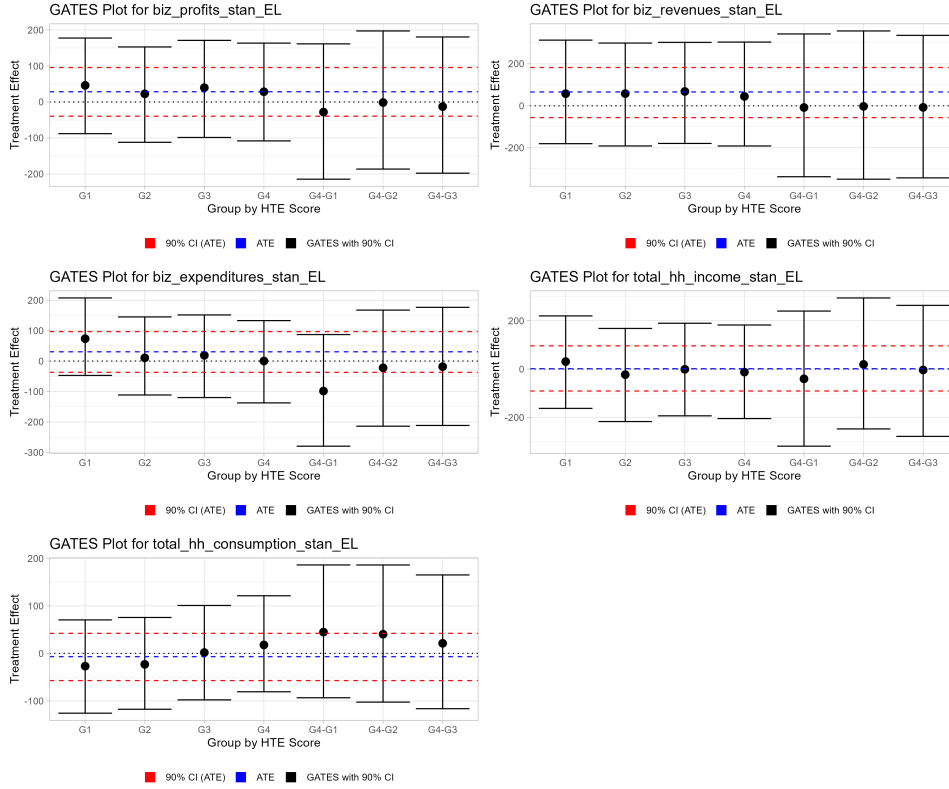 GATES Plot for biz_profits_stan_EL
Treatment Effect
200
100
0
-100
-200
G1 G2 G3 G4 G4-G1 G4-G2 G4-G3
Group by HTE Score
90% CI (ATE) ATE GATES with 90% CI
GATES Plot for biz_revenues_stan_EL
Treatment Effect
200
0
-200
G1 G2 G3 G4 G4-G1 G4-G2 G4-G3
Group by HTE Score
90% CI (ATE) ATE GATES with 90% CI
GATES Plot for biz_expenditures_stan_EL
Treatment Effect
200
100
0
-100
-200
-300
G1 G2 G3 G4 G4-G1 G4-G2 G4-G3
Group by HTE Score
90% CI (ATE) ATE GATES with 90% CI
GATES Plot for total_hh_income_stan_EL
Treatment Effect
200
0
-200
G1 G2 G3 G4 G4-G1 G4-G2 G4-G3
Group by HTE Score
90% CI (ATE) ATE GATES with 90% CI
GATES Plot for total_hh_consumption_stan_EL
Treatment Effect
200
100
0
-100
G1 G2 G3 G4 G4-G1 G4-G2 G4-G3
Group by HTE Score
90% CI (ATE) ATE GATES with 90% CI